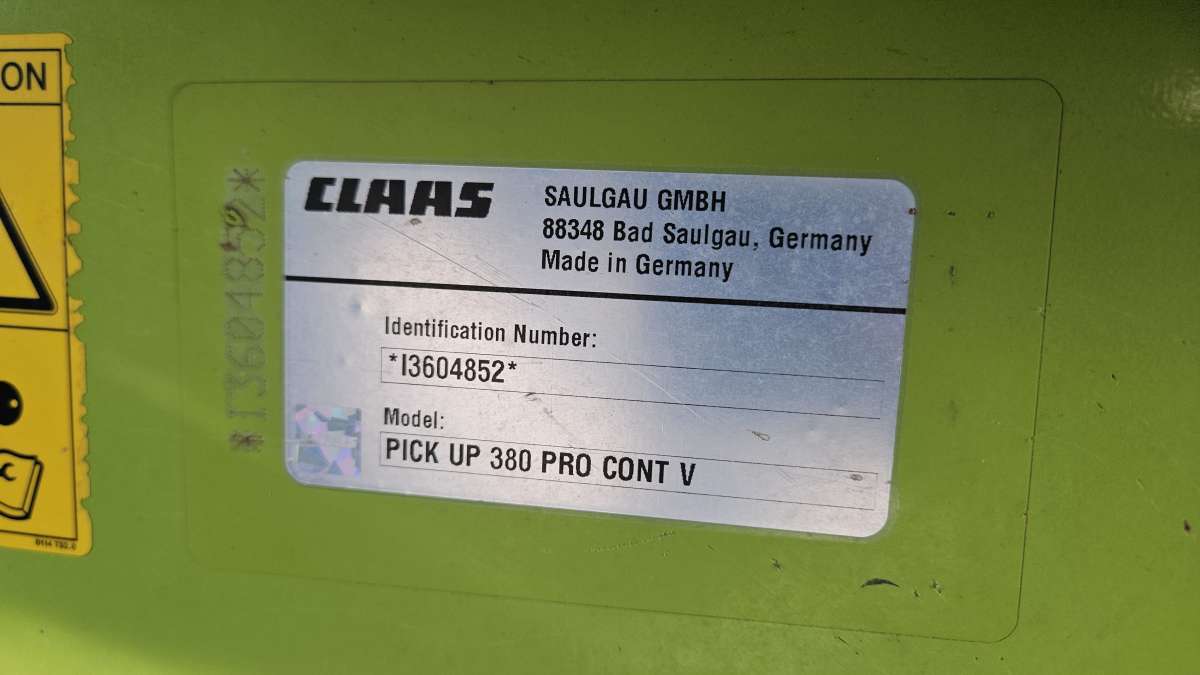 ON
*I3604852*
CLAAS
SAULGAU GMBH
88348 Bad Saulgau, Germany
Made in Germany
Identification Number:
*I3604852*
Model:
PICK UP 380 PRO CONT V